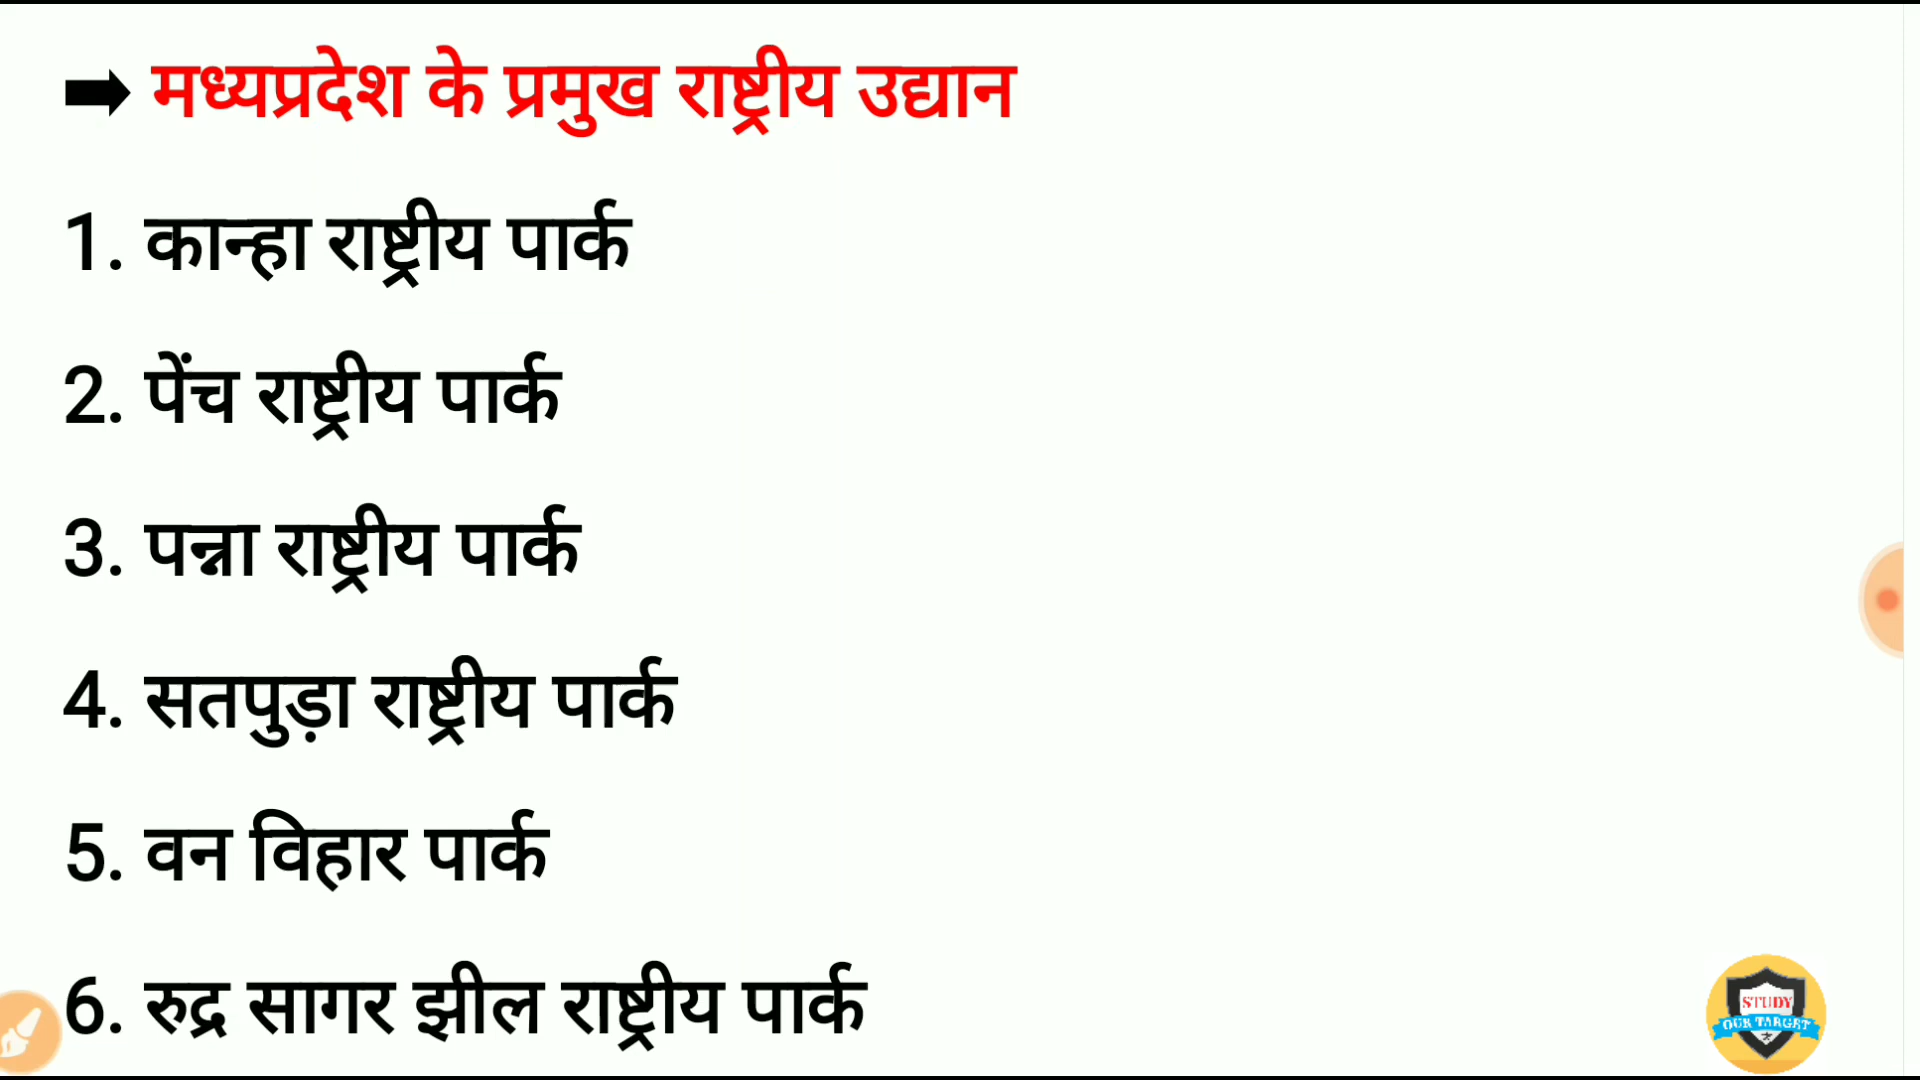 ➡ मध्यप्रदेश के प्रमुख राष्ट्रीय उद्यान
1. कान्हा राष्ट्रीय पार्क
2. पेंच राष्ट्रीय पार्क
3. पन्ना राष्ट्रीय पार्क
4. सतपुड़ा राष्ट्रीय पार्क
5. वन विहार पार्क
6. रुद्र सागर झील राष्ट्रीय पार्क
STUDY
OUR TARGET